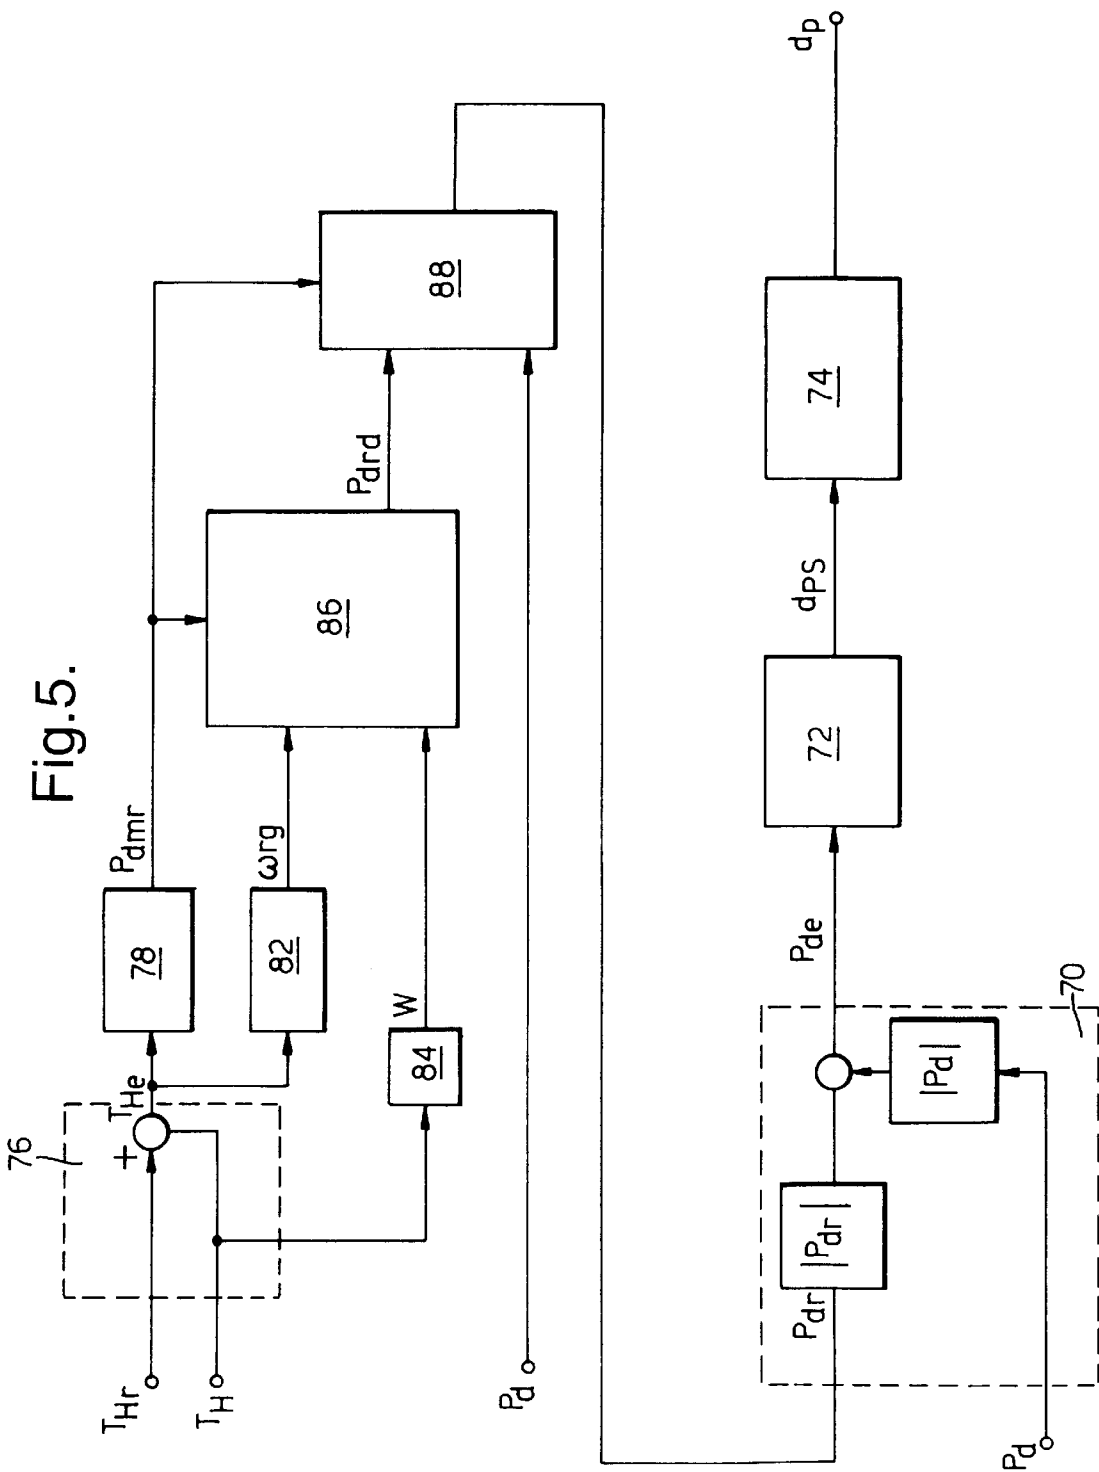 Fig.5.
76
T_Hr
+
T_He
T_H
78
P_dmr
82
ωrg
84
W
86
P_drd
88
P_d
70
P_dr
|P_dr|
|P_d|
P_d
P_de
72
d_PS
74
d_p